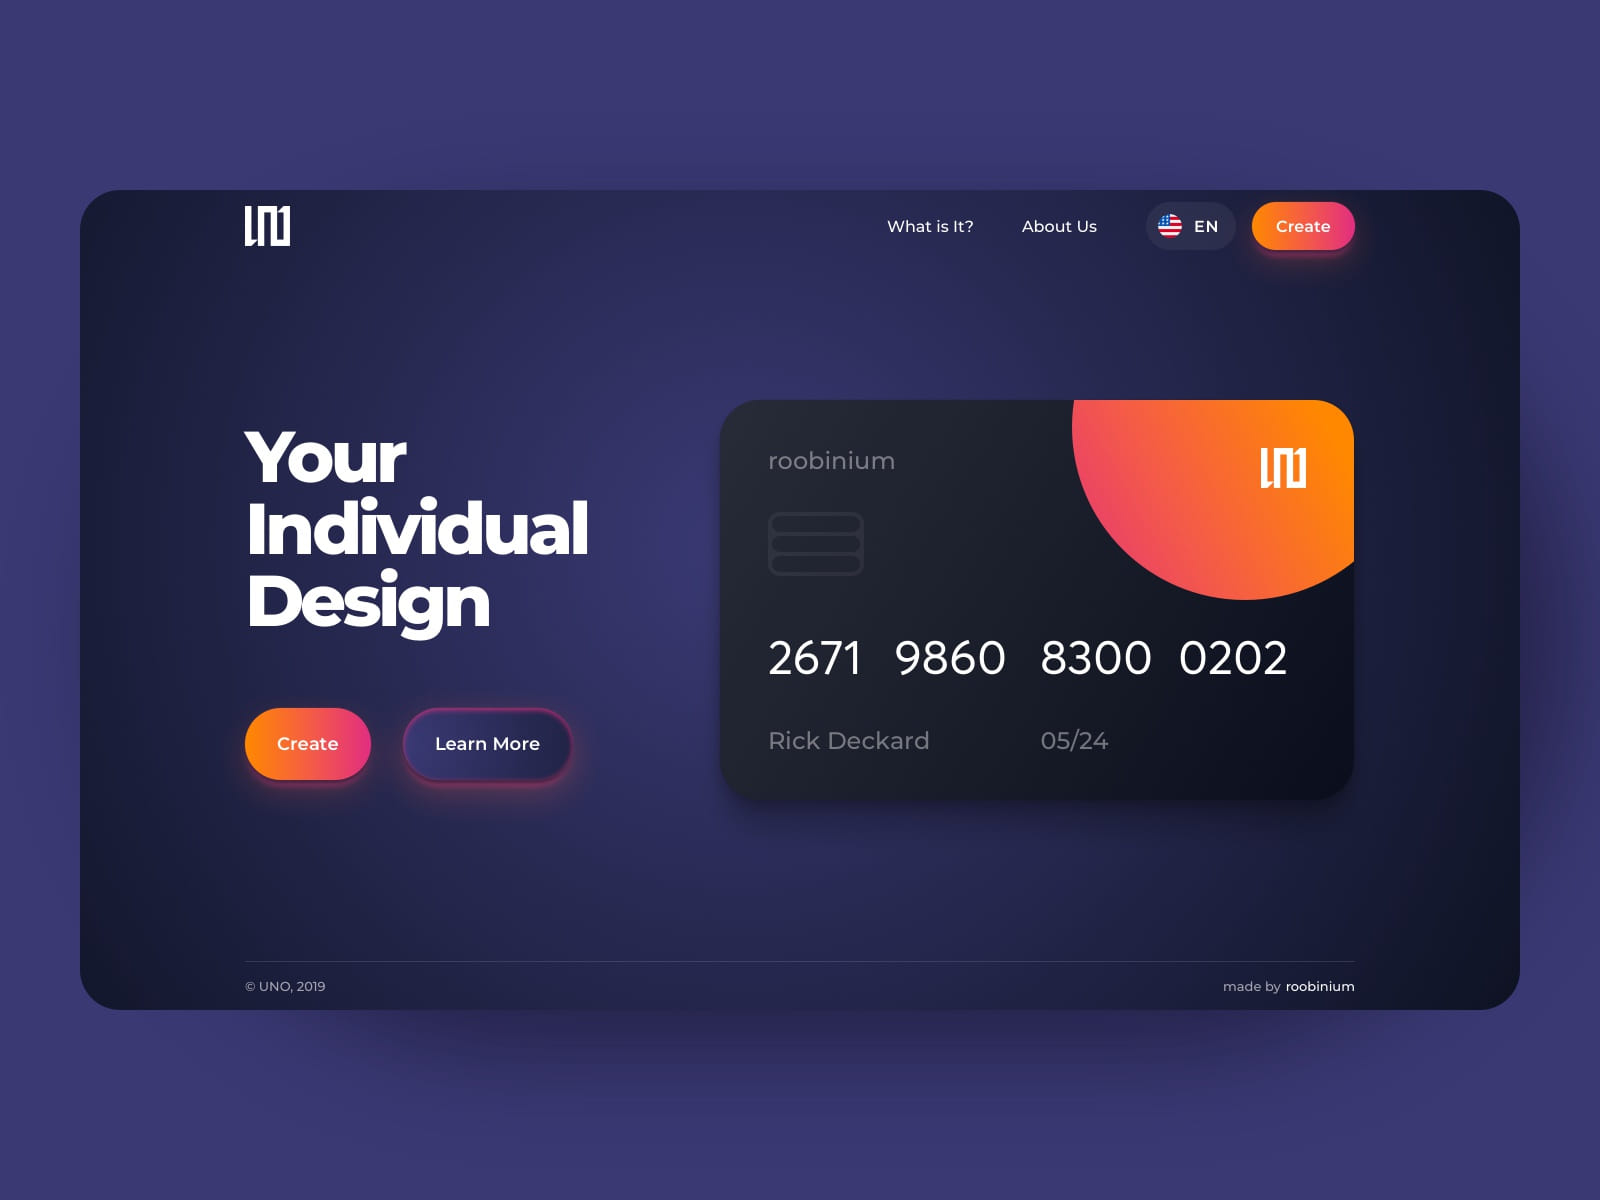 What is It?
About Us
EN
Create
Your
Individual
Design
Create
Learn More
roobinium
2671 9860 8300 0202
Rick Deckard
05/24
© UNO, 2019
made by roobinium